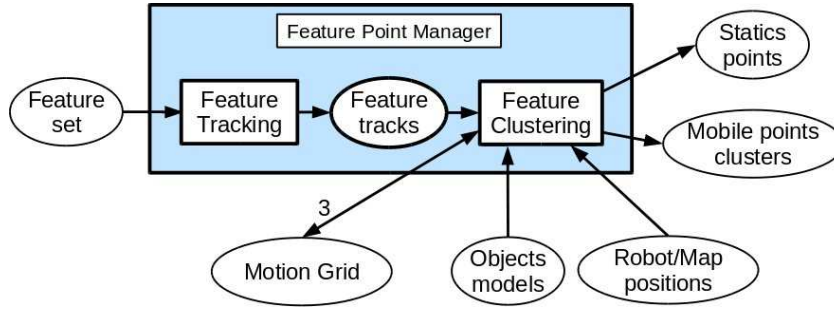 Feature Point Manager
Statics
points
Feature
set
Feature
Tracking
Feature
tracks
Feature
Clustering
Mobile points
clusters
3
Motion Grid
Objects
models
Robot/Map
positions